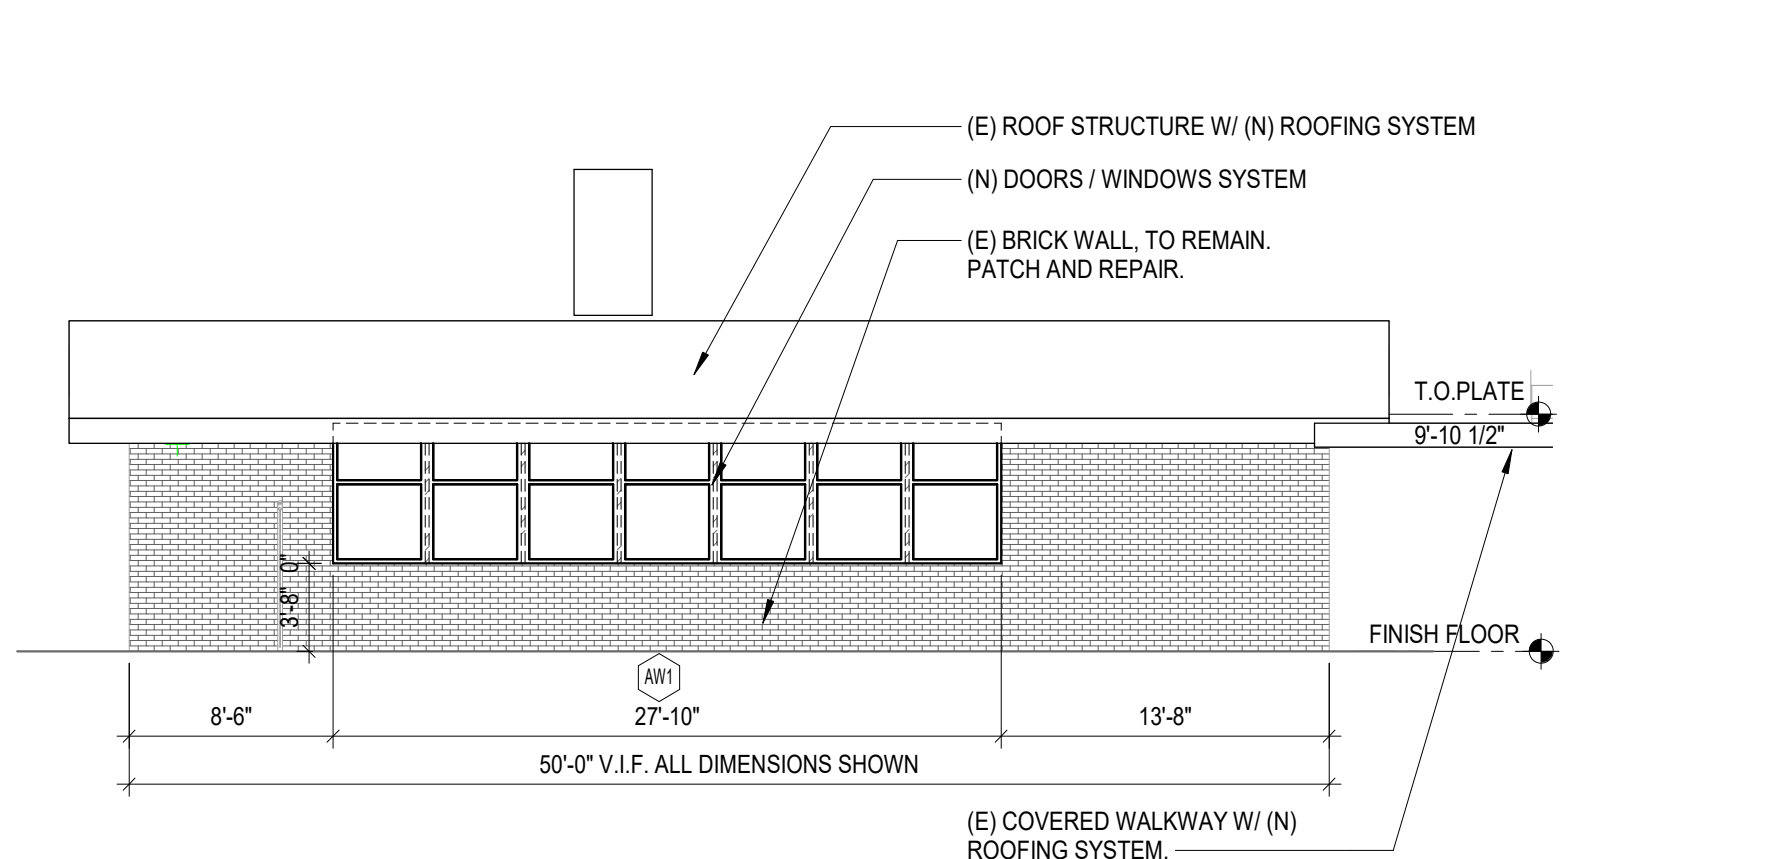 (E) ROOF STRUCTURE W/ (N) ROOFING SYSTEM
(N) DOORS / WINDOWS SYSTEM
(E) BRICK WALL, TO REMAIN.
PATCH AND REPAIR.
T.O.PLATE
9'-10 1/2"
0"
3'-8"
FINISH FLOOR
AW1
8'-6"
27'-10"
13'-8"
50'-0" V.I.F. ALL DIMENSIONS SHOWN
(E) COVERED WALKWAY W/ (N)
ROOFING SYSTEM.